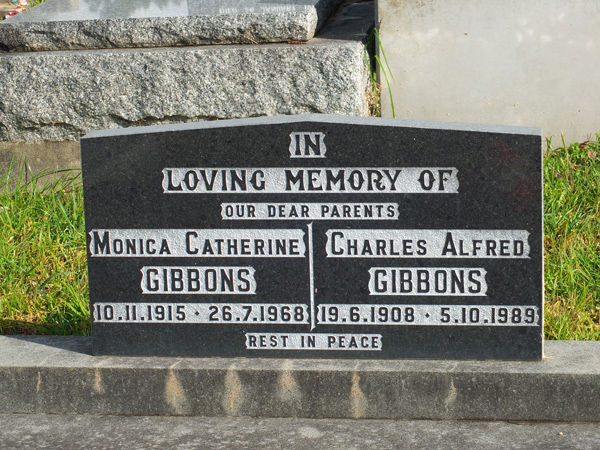 IN
LOVING MEMORY OF
OUR DEAR PARENTS
MONICA CATHERINE
GIBBONS
10.11.1915 · 26.7.1968
CHARLES ALFRED
GIBBONS
19.6.1908 · 5.10.1989
REST IN PEACE